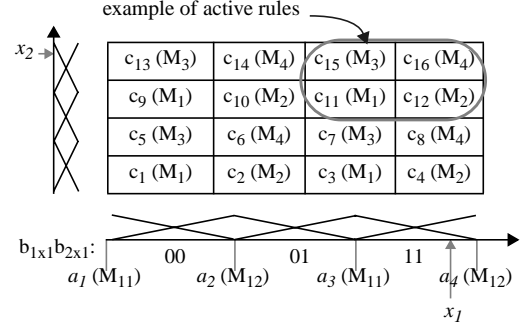 example of active rules
x2
c13 (M3) c14 (M4) c15 (M3) c16 (M4)
c9 (M1) c10 (M2) c11 (M1) c12 (M2)
c5 (M3) c6 (M4) c7 (M3) c8 (M4)
c1 (M1) c2 (M2) c3 (M1) c4 (M2)
b1x1b2x1: 00 01 11
a1 (M11) a2 (M12) a3 (M11) a4 (M12)
x1